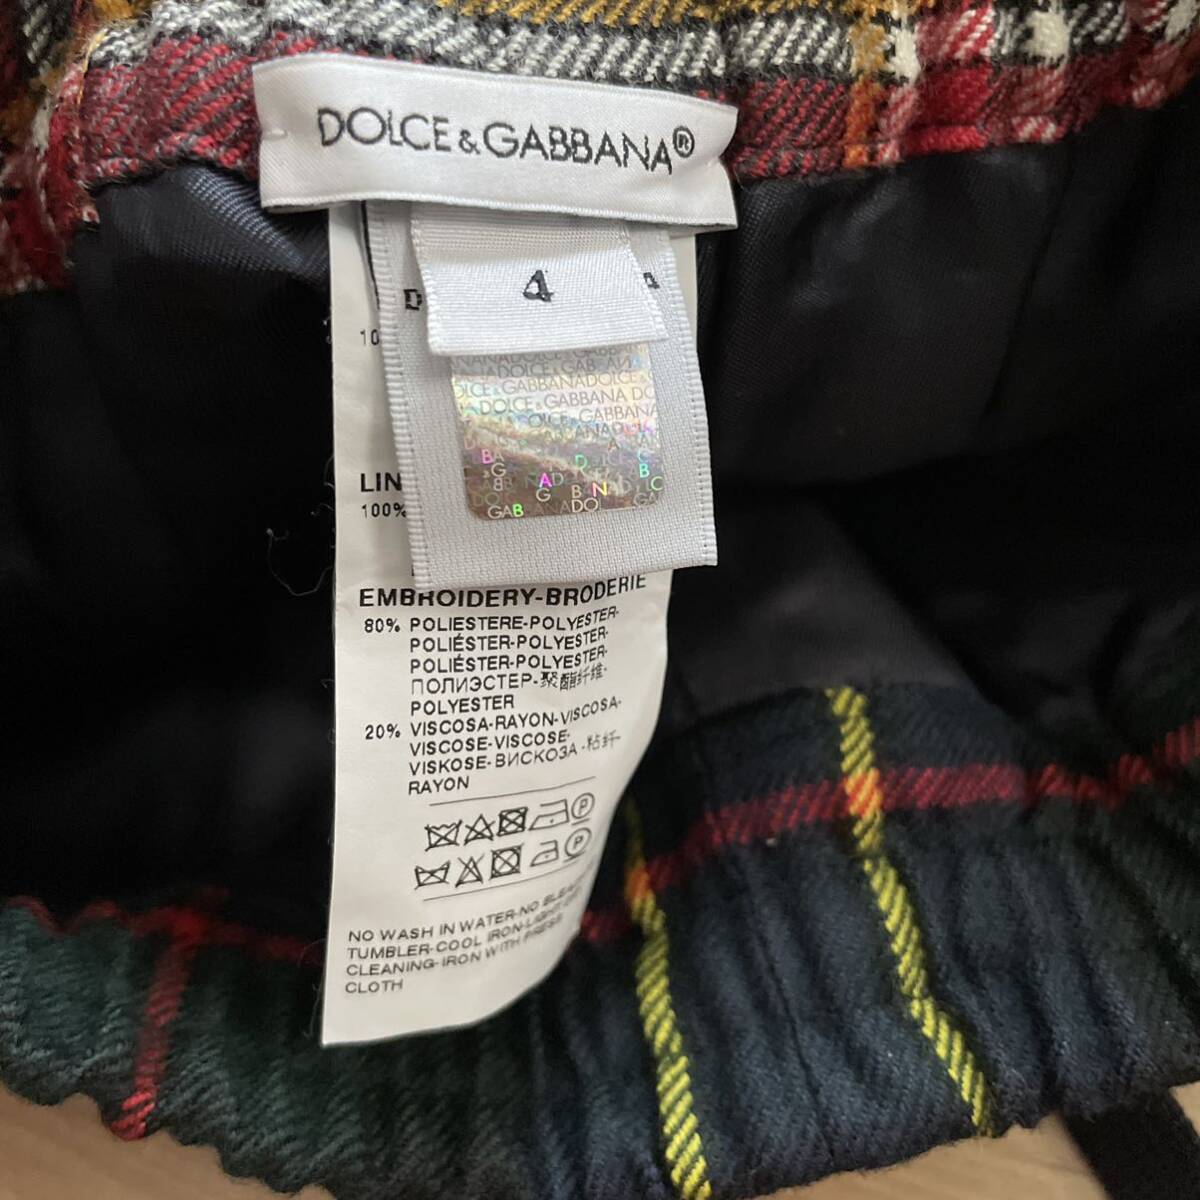 DOLCE & GABBANA®
4
LIN
100%
EMBROIDERY-BRODERIE
80% POLIESTERE-POLYESTER-
POLIÉSTER-POLYESTER-
POLIÉSTER-POLYESTER-
ПОЛИЭСТЕР-聚酯纤维-
POLYESTER
20% VISCOSA-RAYON-VISCOSA-
VISCOSE-VISCOSE-
VISKOSE-ВИСКОЗА-粘纤-
RAYON
NO WASH IN WATER-NO
TUMBLER-COOL IRON-LIGHT
CLEANING-IRON WITH PRESS
CLOTH